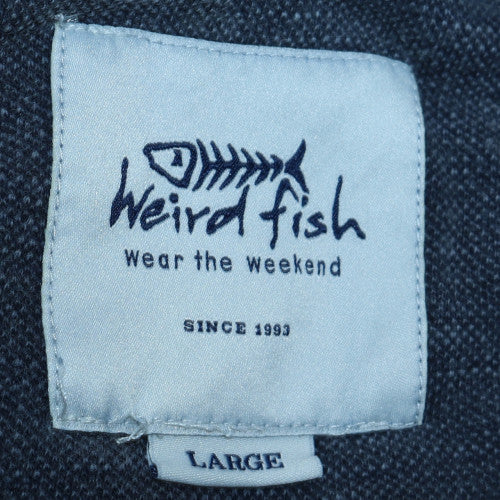 Weird fish
Wear the Weekend
SINCE 1993
LARGE